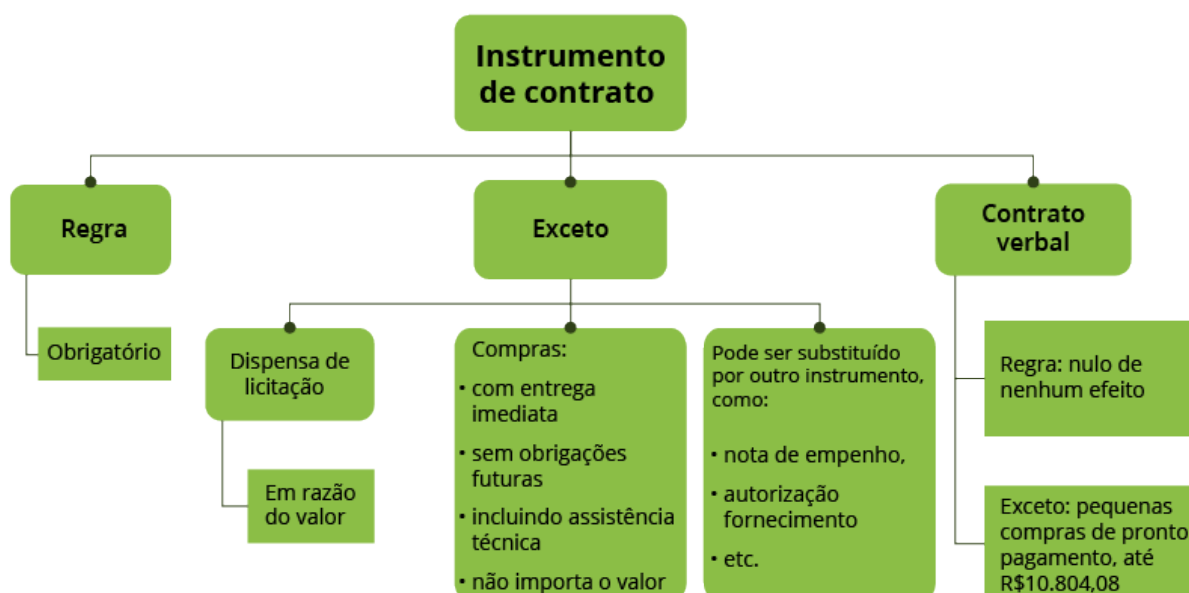 Instrumento
de contrato
Regra
Exceto
Contrato
verbal
Obrigatório
Dispensa de
licitação
Em razão
do valor
Compras:
• com entrega
imediata
• sem obrigações
futuras
• incluindo assistência
técnica
• não importa o valor
Pode ser substituído
por outro instrumento,
como:
• nota de empenho,
• autorização
fornecimento
• etc.
Regra: nulo de
nenhum efeito
Exceto: pequenas
compras de pronto
pagamento, até
R$10.804,08